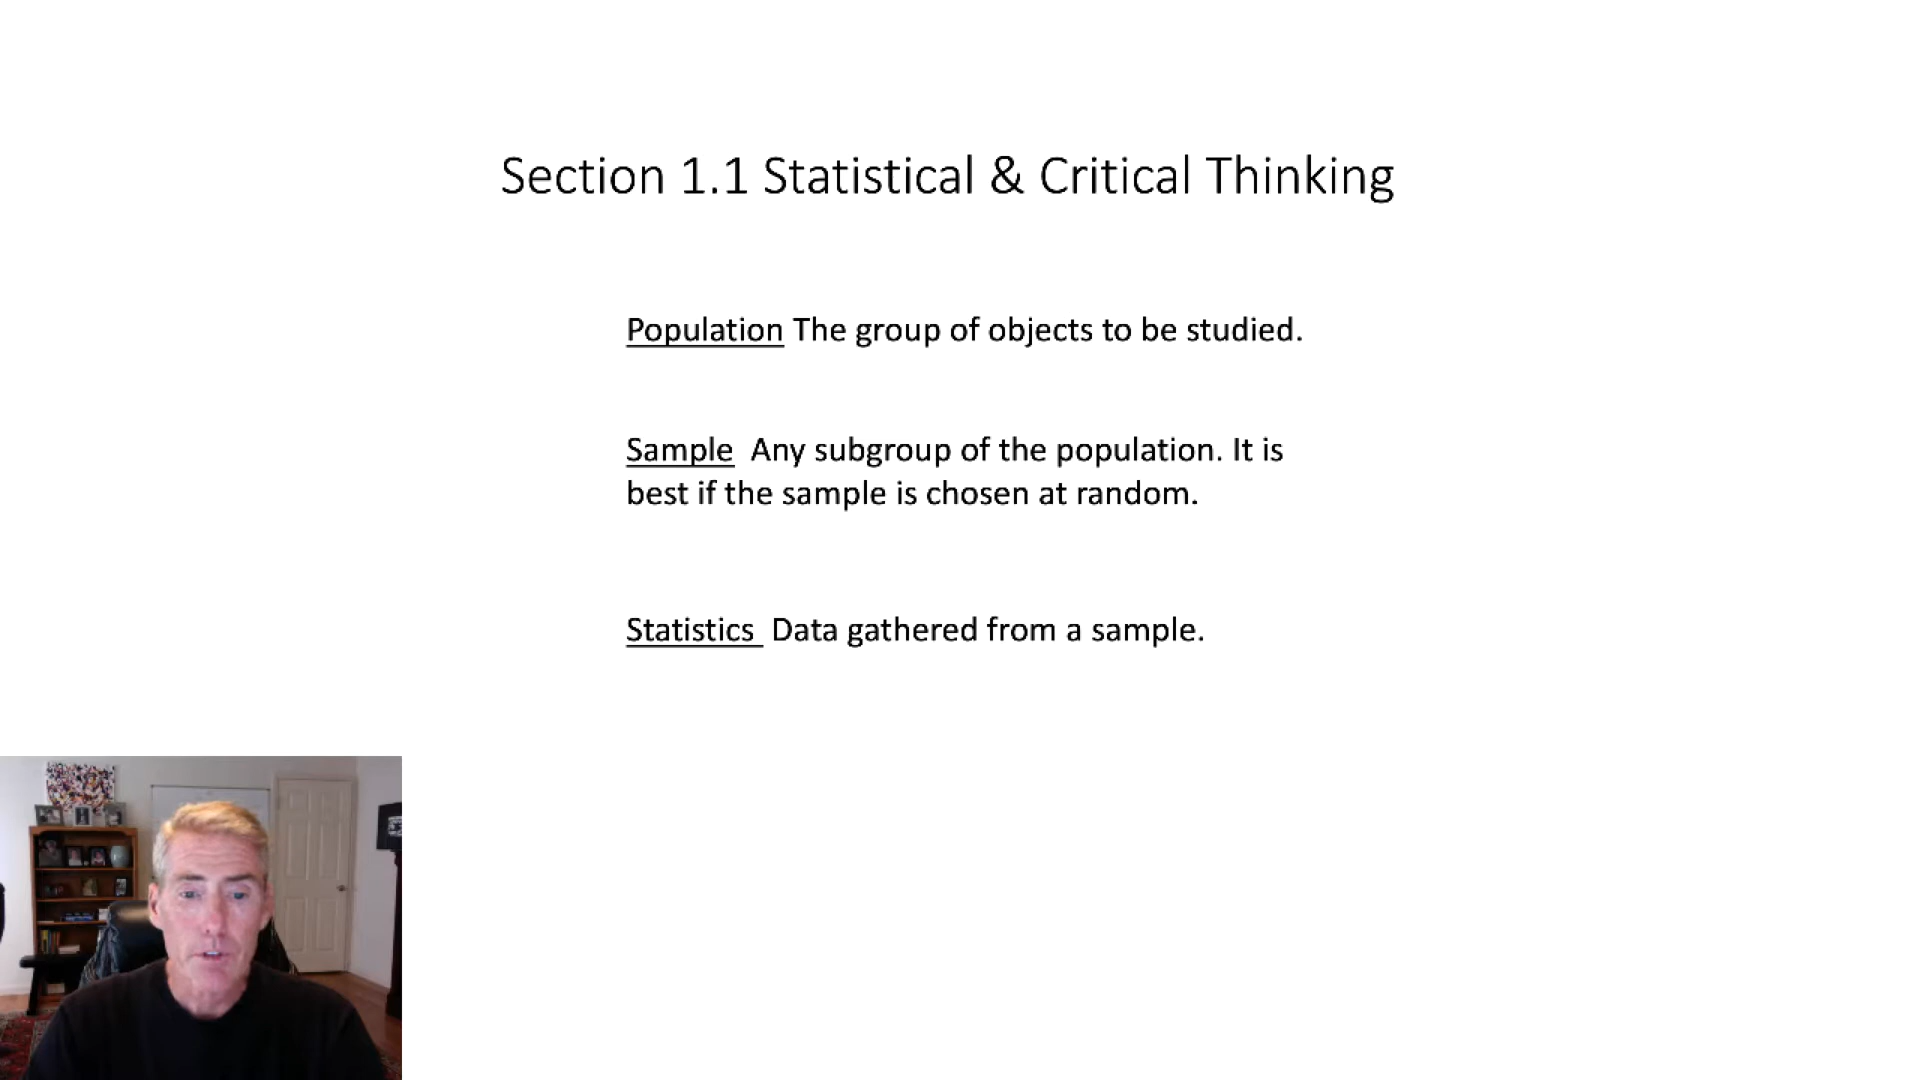 Section 1.1 Statistical & Critical Thinking
Population The group of objects to be studied.
Sample  Any subgroup of the population. It is
best if the sample is chosen at random.
Statistics  Data gathered from a sample.